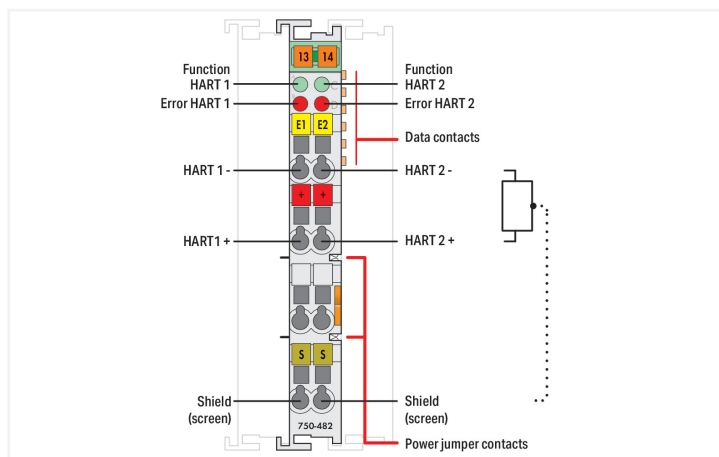 13 14
Function
HART 1
Function
HART 2
Error HART 1
Error HART 2
C
D
E1 E2
Data contacts
HART 1 -
HART 2 -
+ +
HART1 +
HART 2 +
S S
Shield
(screen)
Shield
(screen)
750-482
Power jumper contacts